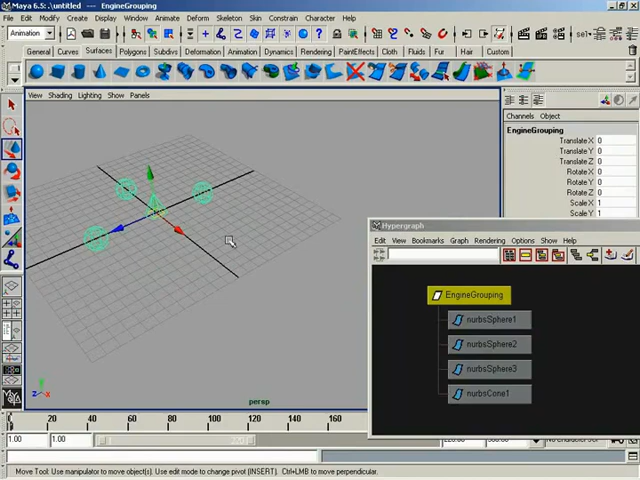 Maya 6.5: .\untitled --- EngineGrouping
File Edit Modify Create Display Window Animate Deform Skeleton Skin Constrain Character Help
Animation sel
General Curves Surfaces Polygons Subdivs Deformation Animation Dynamics Rendering PaintEffects Cloth Fluids Fur Hair Custom
View Shading Lighting Show Panels
Channels Object
EngineGrouping
Translate X 0
Translate Y 0
Translate Z 0
Rotate X 0
Rotate Y 0
Rotate Z 0
Scale X 1
Scale Y 1
Hypergraph
Edit View Bookmarks Graph Rendering Options Show Help
EngineGrouping
nurbsSphere1
nurbsSphere2
nurbsSphere3
nurbsCone1
z x
persp
0 20 40 60 80 100 120 140 160
1.00 1.00 220
Move Tool: Use manipulator to move object(s). Use edit mode to change pivot (INSERT). Ctrl+LMB to move perpendicular.